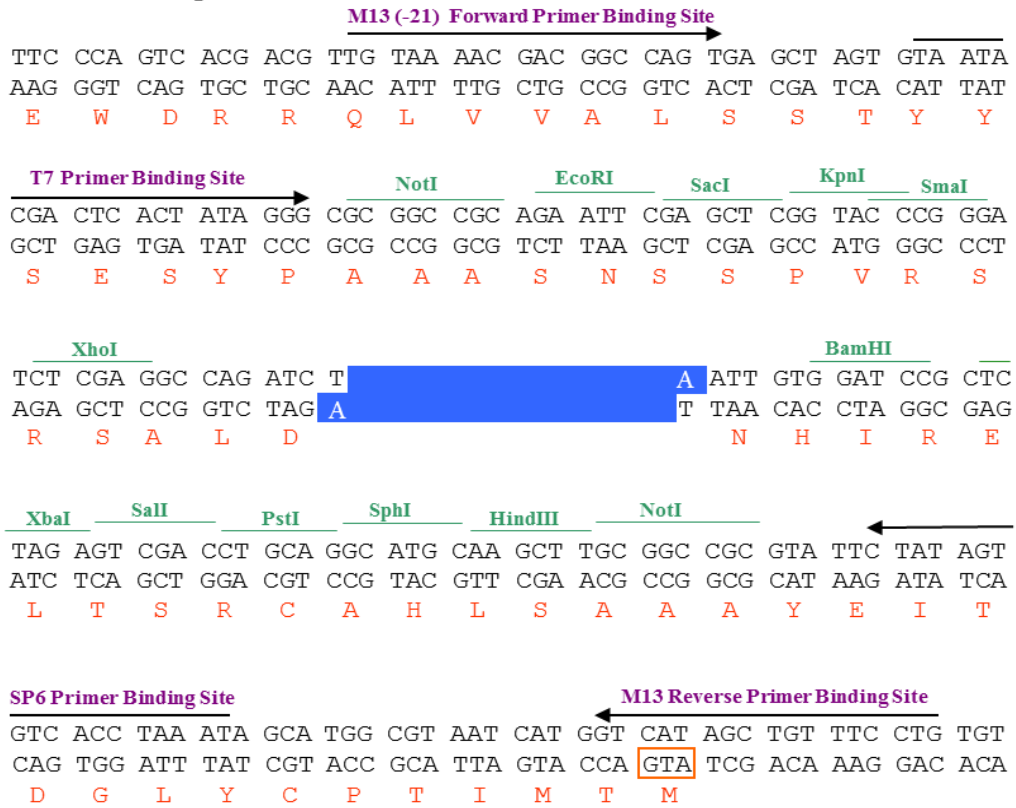 M13 (-21) Forward Primer Binding Site
TTC CCA GTC ACG ACG TTG TAA AAC GAC GGC CAG TGA GCT AGT GTA ATA
AAG GGT CAG TGC TGC AAC ATT TTG CTG CCG GTC ACT CGA TCA CAT TAT
E W D R R Q L V V A L S S T Y Y
T7 Primer Binding Site NotI EcoRI SacI KpnI SmaI
CGA CTC ACT ATA GGG CGC GGC CGC AGA ATT CGA GCT CGG TAC CCG GGA
GCT GAG TGA TAT CCC GCG CCG GCG TCT TAA GCT CGA GCC ATG GGC CCT
S E S Y P A A A S N S S P V R S
XhoI BamHI
TCT CGA GGC CAG ATC T A ATT GTG GAT CCG CTC
AGA GCT CCG GTC TAG A T TAA CAC CTA GGC GAG
R S A L D N H I R E
XbaI SalI PstI SphI HindIII NotI
TAG AGT CGA CCT GCA GGC ATG CAA GCT TGC GGC CGC GTA TTC TAT AGT
ATC TCA GCT GGA CGT CCG TAC GTT CGA ACG CCG GCG CAT AAG ATA TCA
L T S R C A H L S A A A Y E I T
SP6 Primer Binding Site M13 Reverse Primer Binding Site
GTC ACC TAA ATA GCA TGG CGT AAT CAT GGT CAT AGC TGT TTC CTG TGT
CAG TGG ATT TAT CGT ACC GCA TTA GTA CCA GTA TCG ACA AAG GAC ACA
D G L Y C P T I M T M